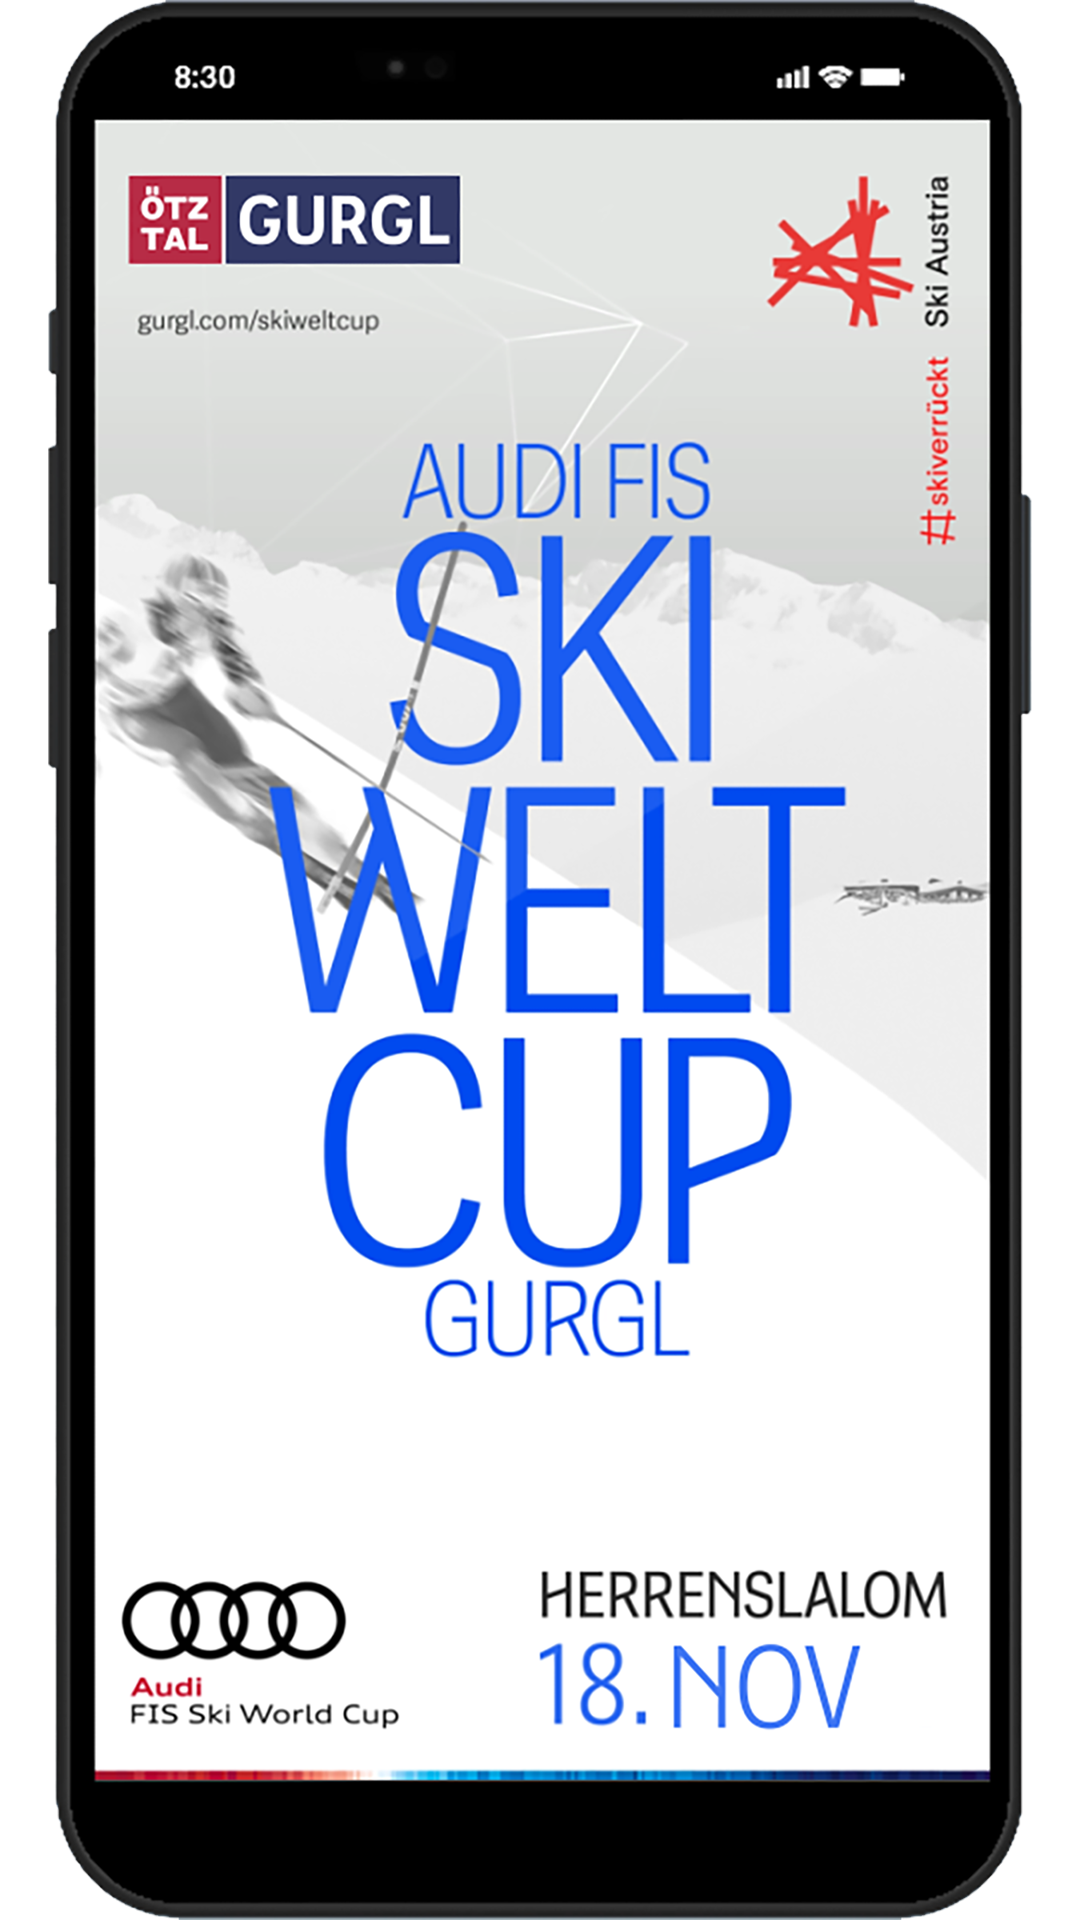 8:30
ÖTZ
TAL
GURGL
gurgl.com/skiweltcup
Ski Austria
#skiverrückt
AUDI FIS
SKI
WELT
CUP
GURGL
Audi
FIS Ski World Cup
HERRENSLALOM
18. NOV